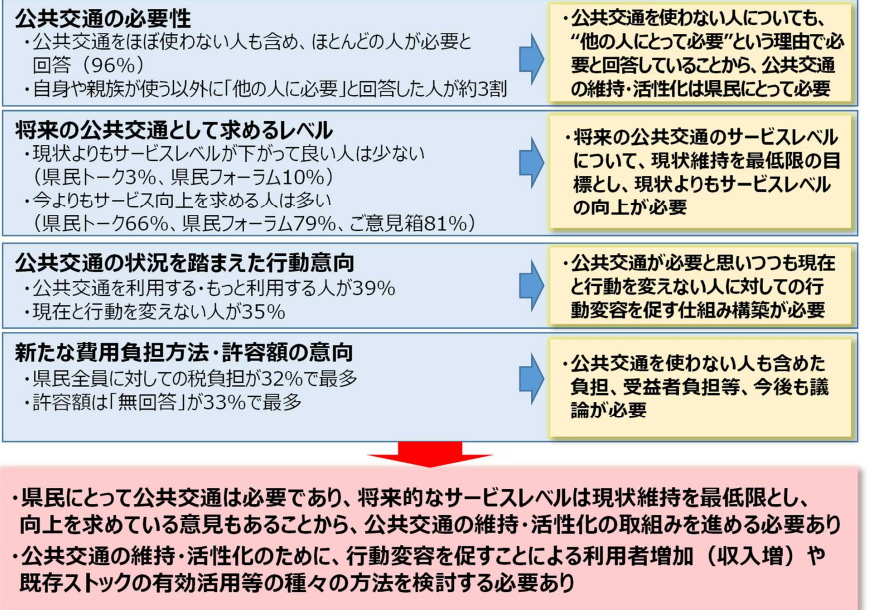 公共交通の必要性
・公共交通をほぼ使わない人も含め、ほとんどの人が必要と
回答（96%）
・自身や親族が使う以外に「他の人に必要」と回答した人が約3割
・公共交通を使わない人についても、
“他の人にとって必要”という理由で必
要と回答していることから、公共交通
の維持・活性化は県民にとって必要
将来の公共交通として求めるレベル
・現状よりもサービスレベルが下がって良い人は少ない
（県民トーク3%、県民フォーラム10%）
・今よりもサービス向上を求める人は多い
（県民トーク66%、県民フォーラム79%、ご意見箱81%）
・将来の公共交通のサービスレベル
について、現状維持を最低限の目
標とし、現状よりもサービスレベル
の向上が必要
公共交通の状況を踏まえた行動意向
・公共交通を利用する・もっと利用する人が39%
・現在と行動を変えない人が35%
・公共交通が必要と思いつつも現在
と行動を変えない人に対しての行
動変容を促す仕組み構築が必要
新たな費用負担方法・許容額の意向
・県民全員に対しての税負担が32%で最多
・許容額は「無回答」が33%で最多
・公共交通を使わない人も含めた
負担、受益者負担等、今後も議
論が必要
・県民にとって公共交通は必要であり、将来的なサービスレベルは現状維持を最低限とし、
向上を求めている意見もあることから、公共交通の維持・活性化の取組みを進める必要あり
・公共交通の維持・活性化のために、行動変容を促すことによる利用者増加（収入増）や
既存ストックの有効活用等の種々の方法を検討する必要あり